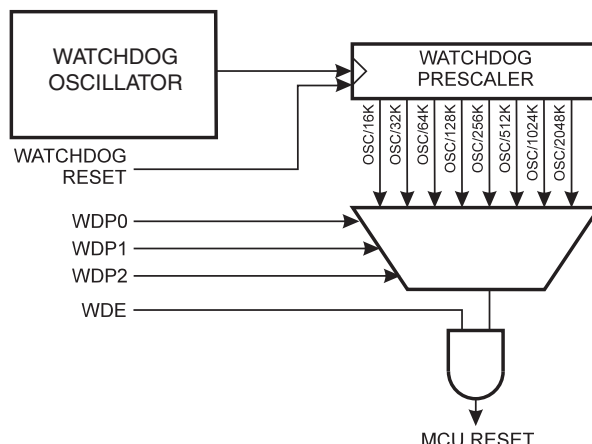 WATCHDOG
OSCILLATOR
WATCHDOG
PRESCALER
OSC/16K
OSC/32K
OSC/64K
OSC/128K
OSC/256K
OSC/512K
OSC/1024K
OSC/2048K
WATCHDOG
RESET
WDP0
WDP1
WDP2
WDE
MCU RESET